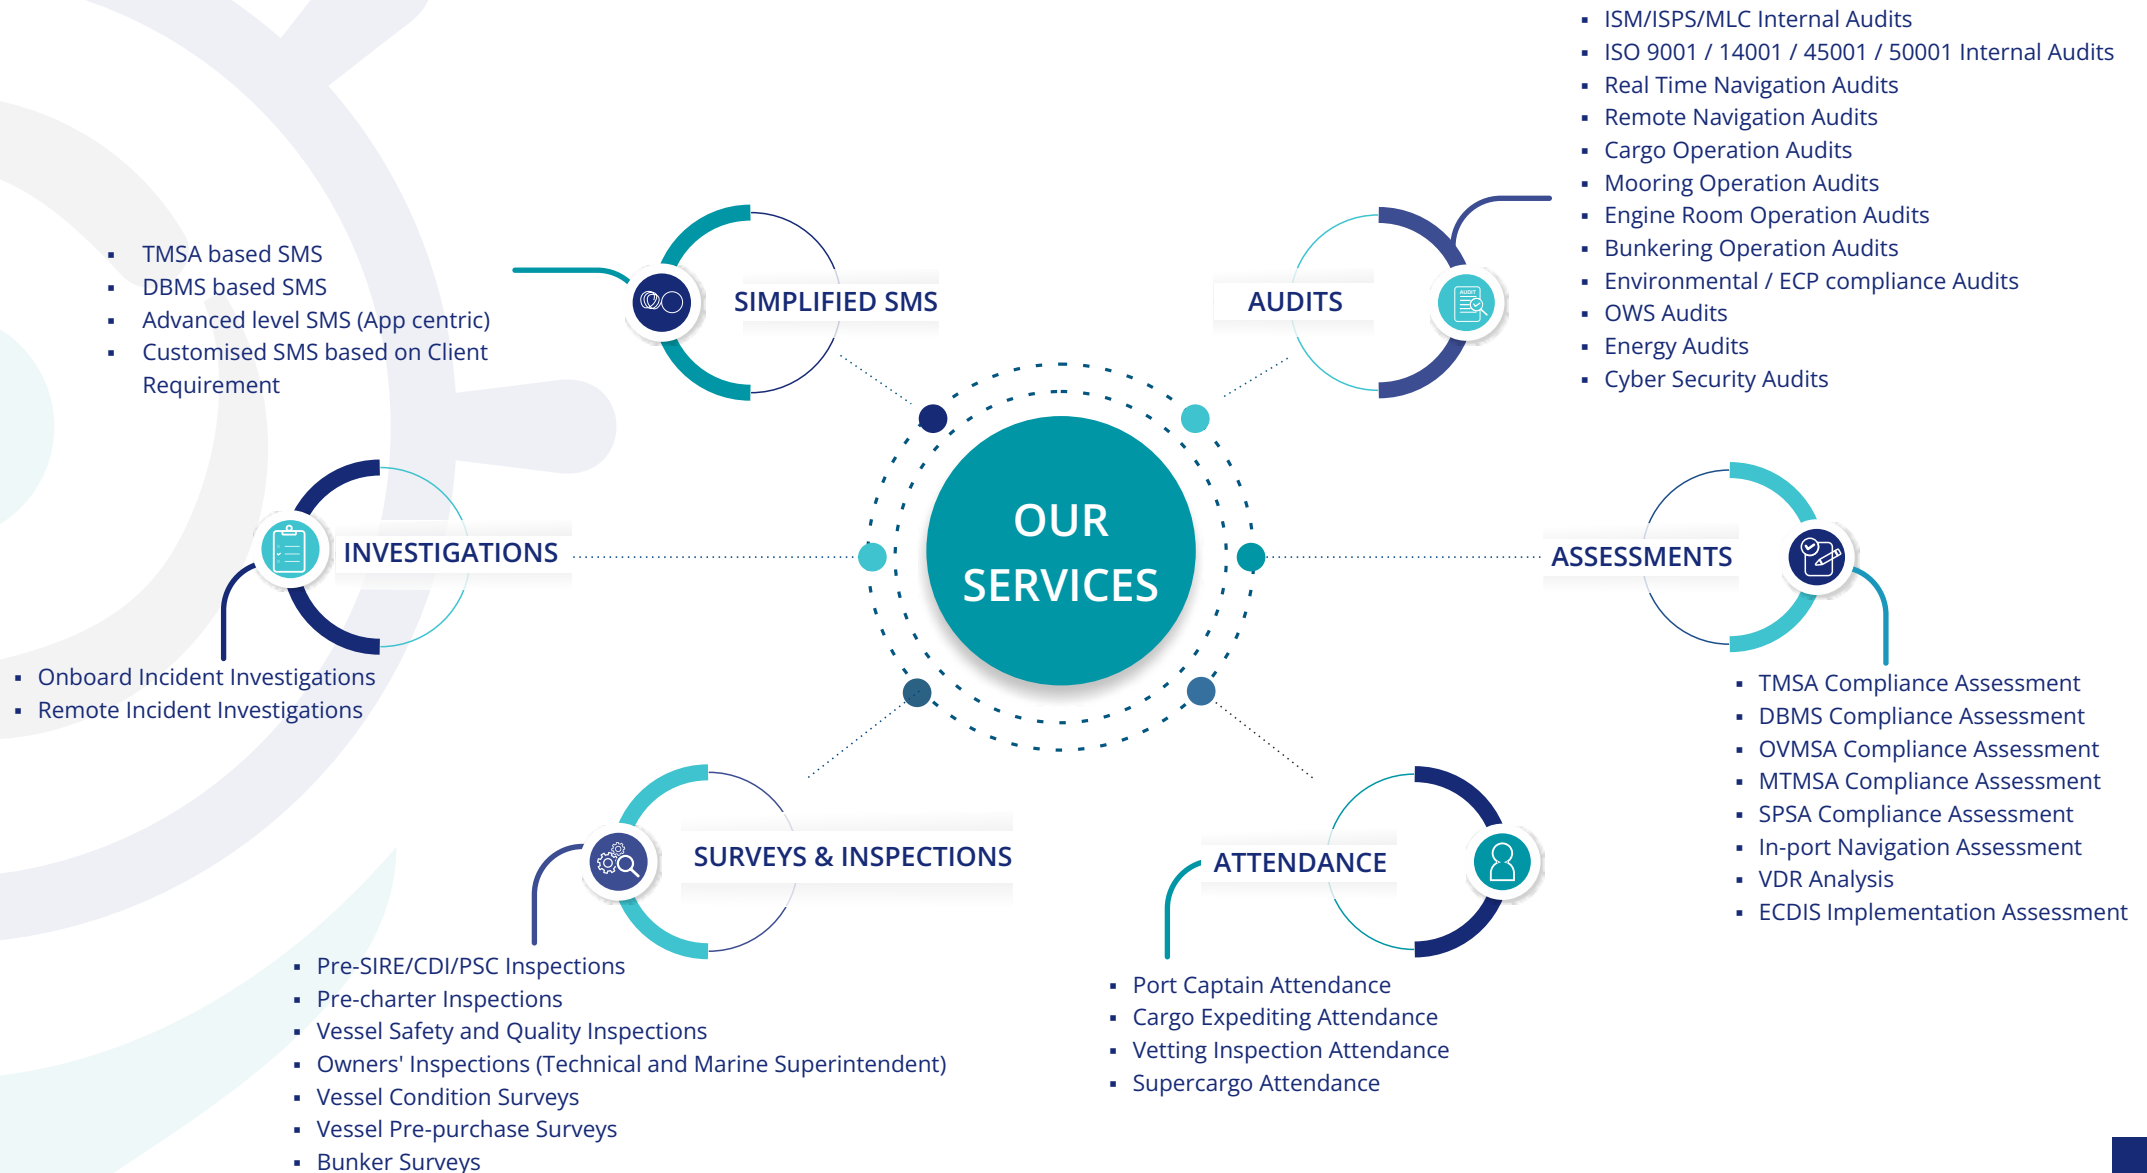 ISM/ISPS/MLC Internal Audits
ISO 9001 / 14001 / 45001 / 50001 Internal Audits
Real Time Navigation Audits
Remote Navigation Audits
Cargo Operation Audits
Mooring Operation Audits
Engine Room Operation Audits
Bunkering Operation Audits
Environmental / ECP compliance Audits
OWS Audits
Energy Audits
Cyber Security Audits
TMSA based SMS
DBMS based SMS
Advanced level SMS (App centric)
Customised SMS based on Client
Requirement
SIMPLIFIED SMS
AUDITS
AUDIT
OUR
SERVICES
INVESTIGATIONS
ASSESSMENTS
Onboard Incident Investigations
Remote Incident Investigations
TMSA Compliance Assessment
DBMS Compliance Assessment
OVMSA Compliance Assessment
MTMSA Compliance Assessment
SPSA Compliance Assessment
In-port Navigation Assessment
VDR Analysis
ECDIS Implementation Assessment
SURVEYS & INSPECTIONS
ATTENDANCE
Pre-SIRE/CDI/PSC Inspections
Pre-charter Inspections
Vessel Safety and Quality Inspections
Owners' Inspections (Technical and Marine Superintendent)
Vessel Condition Surveys
Vessel Pre-purchase Surveys
Bunker Surveys
Port Captain Attendance
Cargo Expediting Attendance
Vetting Inspection Attendance
Supercargo Attendance